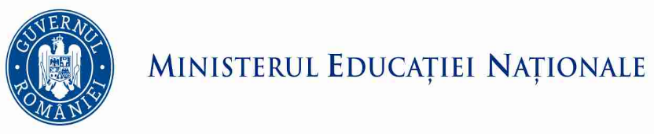 GUVERNUL ROMÂNIEI
MINISTERUL EDUCAȚIEI NAȚIONALE